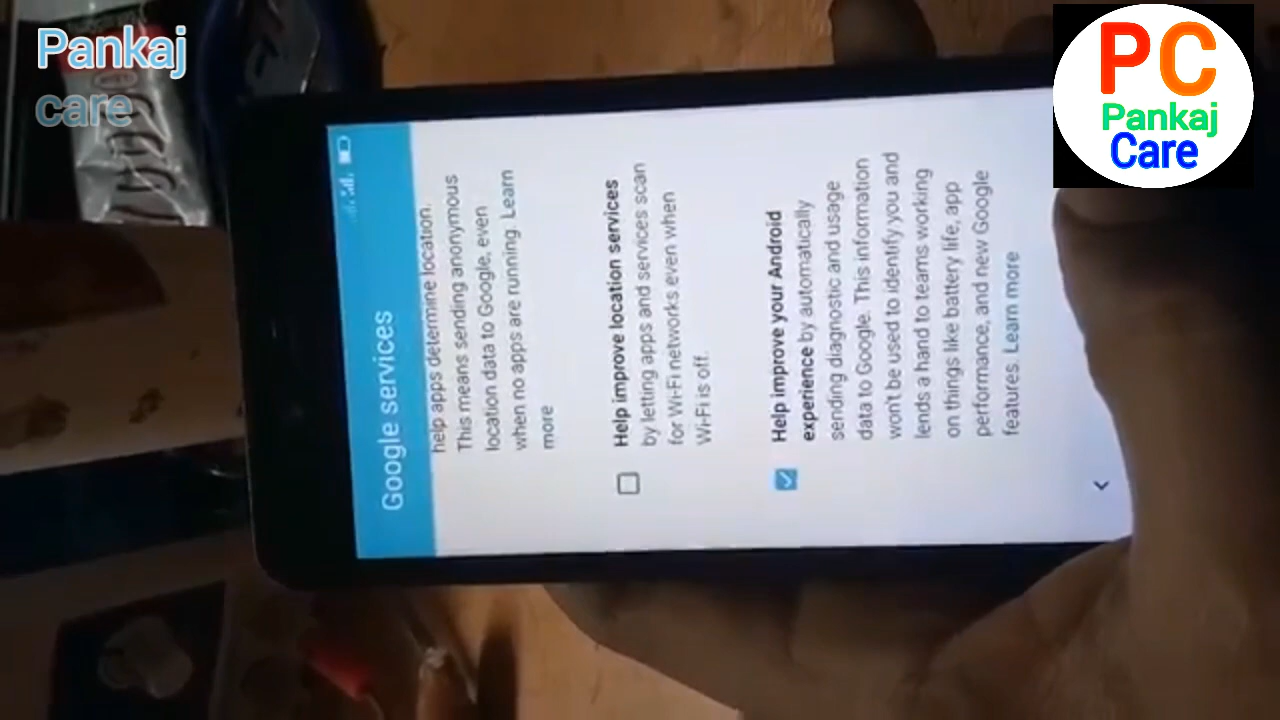 Pankaj
care
PC
Pankaj
Care
Google services
help apps determine location.
This means sending anonymous
location data to Google, even
when no apps are running. Learn
more
Help improve location services
by letting apps and services scan
for Wi-Fi networks even when
Wi-Fi is off.
Help improve your Android
experience by automatically
sending diagnostic and usage
data to Google. This information
won't be used to identify you and
lends a hand to teams working
on things like battery life, app
performance, and new Google
features. Learn more